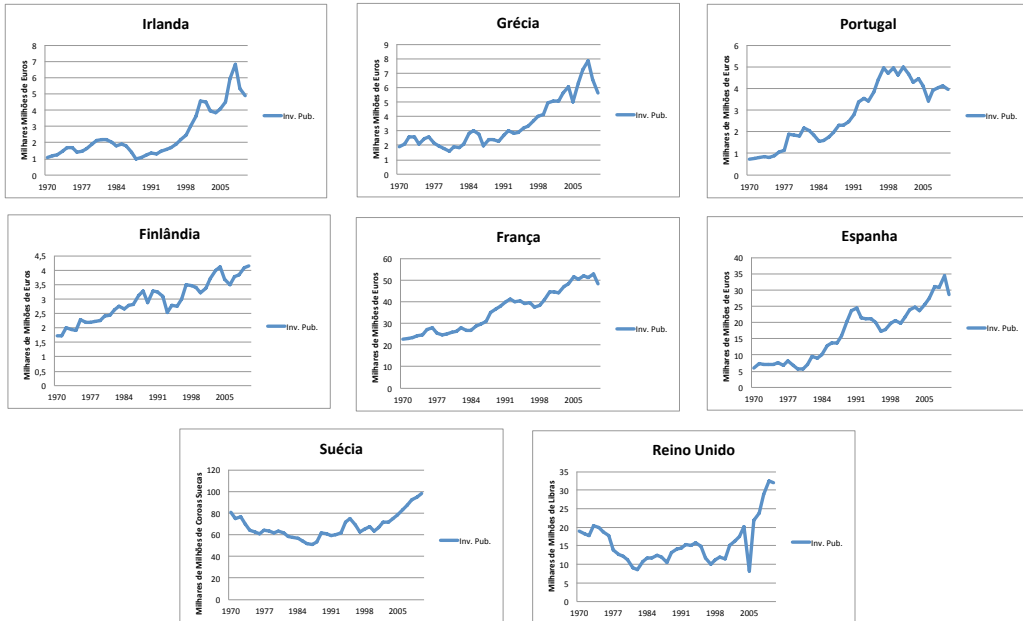 Irlanda
Milhares Milhões de Euros
8
7
6
5
4
3
2
1
0
1970 1977 1984 1991 1998 2005
Inv. Pub.
Grécia
Milhares de Milhões de Euros
9
8
7
6
5
4
3
2
1
0
1970 1977 1984 1991 1998 2005
Inv. Pub.
Portugal
Milhar de Milhões de Euros
6
5
4
3
2
1
0
1970 1977 1984 1991 1998 2005
Inv. Pub.
Finlândia
Milhares de Milhões de Euros
4,5
4
3,5
3
2,5
2
1,5
1
0,5
0
1970 1977 1984 1991 1998 2005
Inv. Pub.
França
Milhares de Milhões de Euros
60
50
40
30
20
10
0
1970 1977 1984 1991 1998 2005
Inv. Pub.
Espanha
Milhares de Milhões de Euros
40
35
30
25
20
15
10
5
0
1970 1977 1984 1991 1998 2005
Inv. Pub.
Suécia
Milhares de Milhões de Coroas Suecas
120
100
80
60
40
20
0
1970 1977 1984 1991 1998 2005
Inv. Pub.
Reino Unido
Milhares de Milhões de Libras
35
30
25
20
15
10
5
0
1970 1977 1984 1991 1998 2005
Inv. Pub.